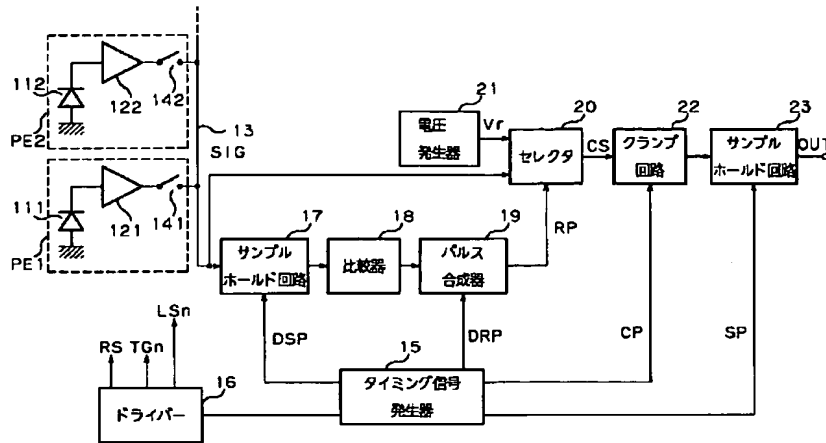 112
122
142
PE2
13
SIG
111
121
141
PE1
21
電圧
発生器
Vr
20
セレクタ
CS
22
クランプ
回路
23
サンプル
ホールド回路
OUT
17
サンプル
ホールド回路
18
比較器
19
パルス
合成器
RP
LSn
RS TGn
DSP
DRP
CP
SP
15
タイミング信号
発生器
16
ドライバー